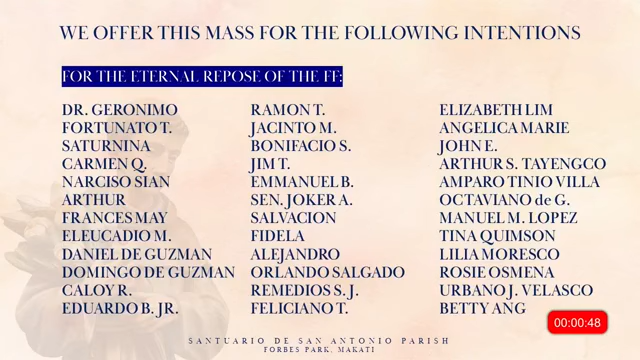 WE OFFER THIS MASS FOR THE FOLLOWING INTENTIONS
FOR THE ETERNAL REPOSE OF THE FF:
DR. GERONIMO
FORTUNATO T.
SATURNINA
CARMEN Q.
NARCISO SIAN
ARTHUR
FRANCES MAY
ELEUCADIO M.
DANIEL DE GUZMAN
DOMINGO DE GUZMAN
CALOY R.
EDUARDO B. JR.
RAMON T.
JACINTO M.
BONIFACIO S.
JIM T.
EMMANUEL B.
SEN. JOKER A.
SALVACION
FIDELA
ALEJANDRO
ORLANDO SALGADO
REMEDIOS S. J.
FELICIANO T.
ELIZABETH LIM
ANGELICA MARIE
JOHN E.
ARTHUR S. TAYENGCO
AMPARO TINIO VILLA
OCTAVIANO de G.
MANUEL M. LOPEZ
TINA QUIMSON
LILIA MORESCO
ROSIE OSMENA
URBANO J. VELASCO
BETTY ANG
00:00:48
SANTUARIO DE SAN ANTONIO PARISH
FORBES PARK, MAKATI